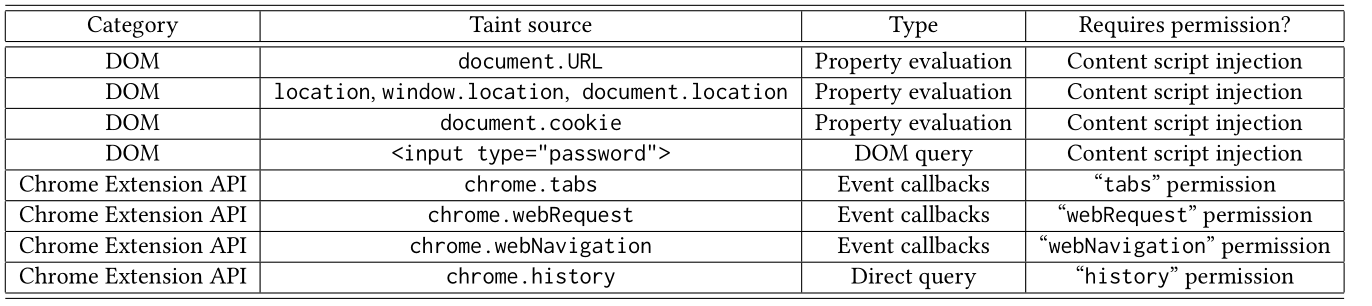 Category Taint source Type Requires permission?
DOM document.URL Property evaluation Content script injection
DOM location, window.location, document.location Property evaluation Content script injection
DOM document.cookie Property evaluation Content script injection
DOM <input type="password"> DOM query Content script injection
Chrome Extension API chrome.tabs Event callbacks “tabs” permission
Chrome Extension API chrome.webRequest Event callbacks “webRequest” permission
Chrome Extension API chrome.webNavigation Event callbacks “webNavigation” permission
Chrome Extension API chrome.history Direct query “history” permission